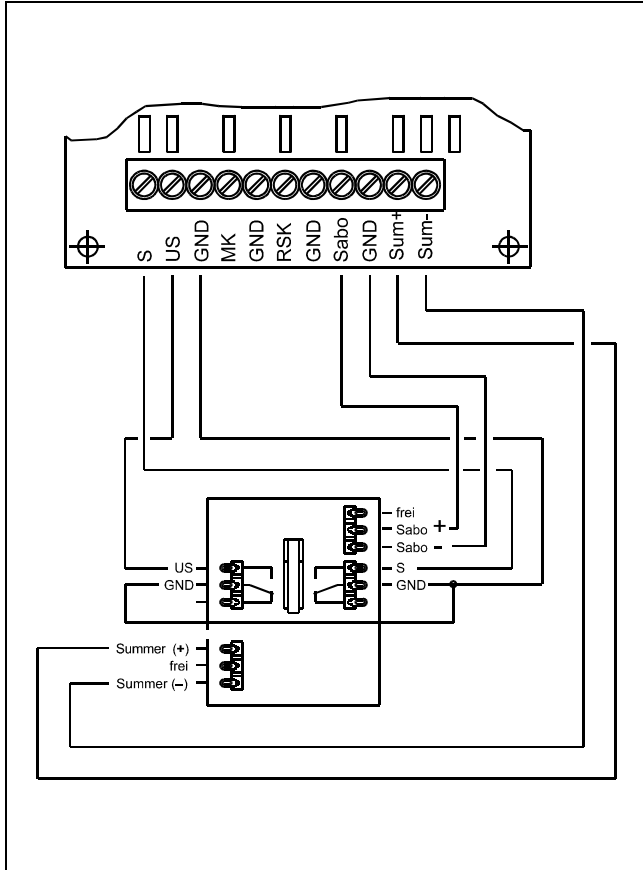 S US GND MK GND RSK GND Sabo GND Sum+ Sum-
frei
Sabo +
Sabo -
US
S
GND
GND
Summer (+)
frei
Summer (–)